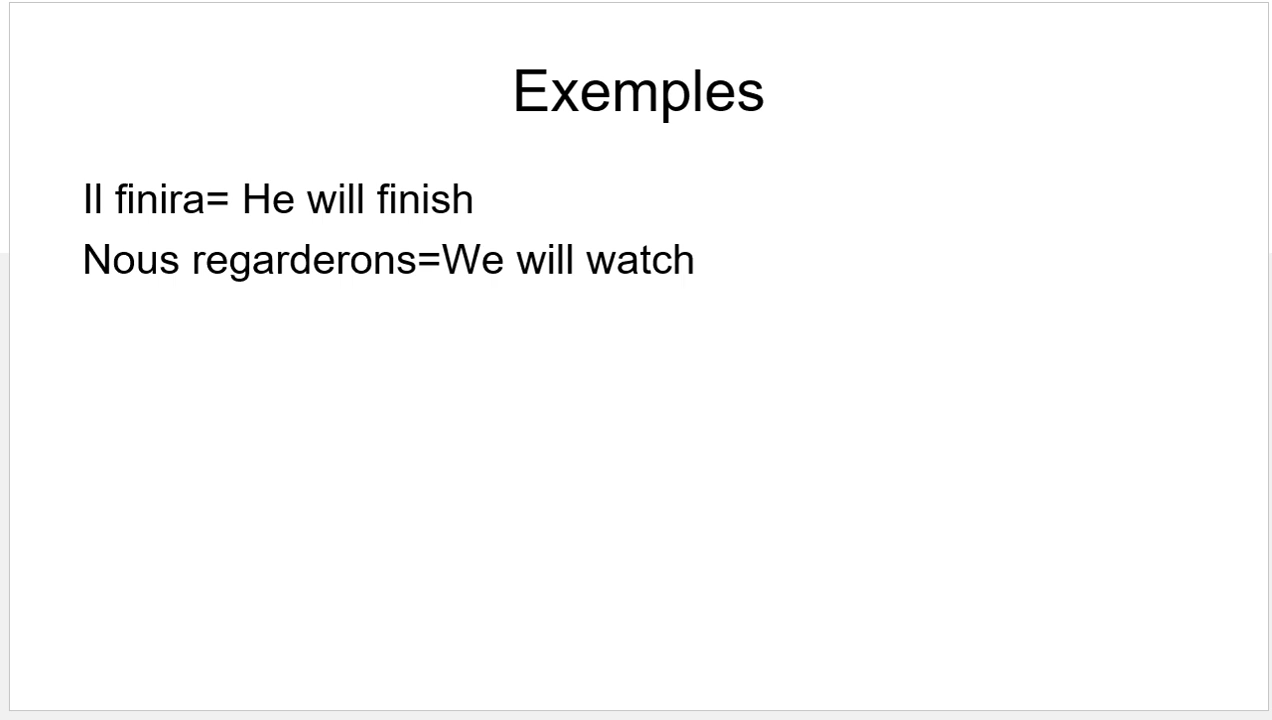 Exemples
Il finira= He will finish
Nous regarderons=We will watch